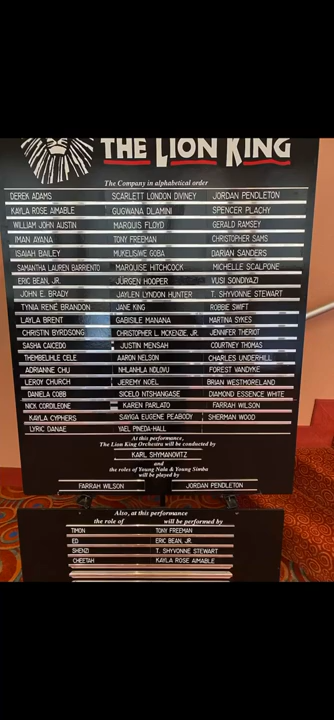 THE LION KING
The Company in alphabetical order
DEREK ADAMS SCARLETT LONDON DIVINEY JORDAN PENDLETON
KAYLA ROSE AIMABLE GUGWANA DLAMINI SPENCER PLACHY
WILLIAM JOHN AUSTIN MARQUIS FLOYD GERALD RAMSEY
IMAN AYANA TONY FREEMAN CHRISTOPHER SAMS
ISAIAH BAILEY MUKELISIWE GOBA DARIAN SANDERS
SAMANTHA LAUREN BARRIENTO MARQUISE HITCHCOCK MICHELLE SCALPONE
ERIC BEAN, JR. JÜRGEN HOOPER VUSI SONDIYAZI
JOHN E. BRADY JAYLEN LYNDON HUNTER T. SHYVONNE STEWART
TYNIA RENÉ BRANDON JANE KING ROBBIE SWIFT
LAYLA BRENT GABISILE MANANA MARTINA SYKES
CHRISTIN BYRDSONG CHRISTOPHER L. MCKENZIE, JR. JENNIFER THERIOT
SASHA CAICEDO JUSTIN MENSAH COURTNEY THOMAS
THEMBELIHLE CELE AARON NELSON CHARLES UNDERHILL
ADRIANNE CHU NHLANHLA NDLOVU FOREST VANDYKE
LEROY CHURCH JEREMY NOEL BRIAN WESTMORELAND
DANIELA COBB SICELO NTSHANGASE DIAMOND ESSENCE WHITE
NICK CORDILEONE KAREN PARLATO FARRAH WILSON
KAYLA CYPHERS SAYGA EUGENE PEABODY SHERMAN WOOD
LYRIC DANAE YAEL PINEDA-HALL
At this performance,
The Lion King Orchestra will be conducted by
KARL SHYMANOVITZ
and
the roles of Young Nala & Young Simba
will be played by
FARRAH WILSON JORDAN PENDLETON
Also, at this performance
the role of will be performed by
TIMON TONY FREEMAN
ED ERIC BEAN, JR.
SHENZI T. SHYVONNE STEWART
CHEETAH KAYLA ROSE AIMABLE